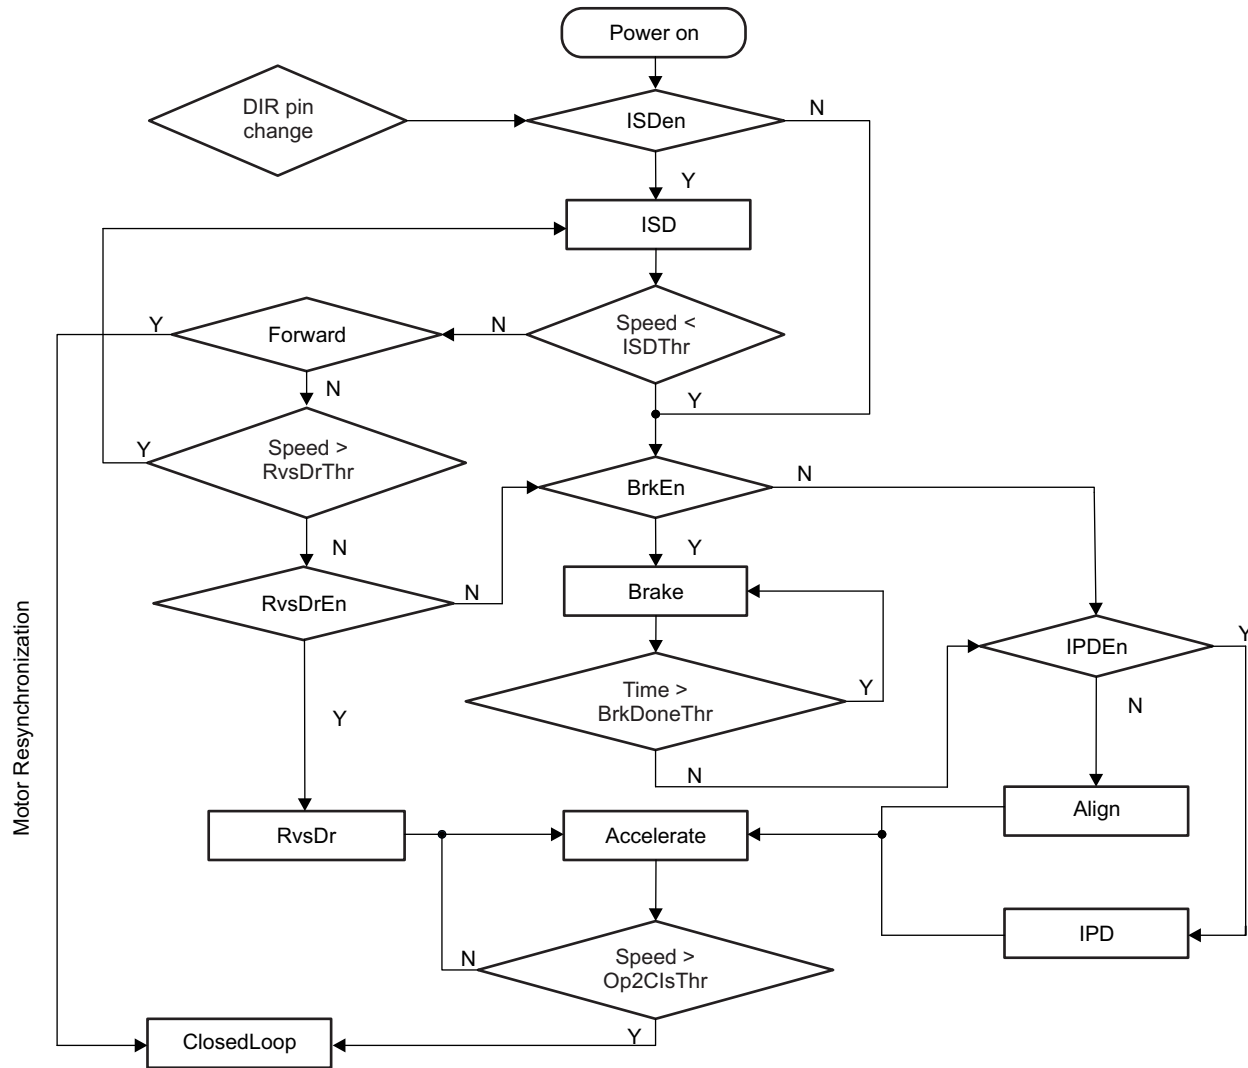 Power on
DIR pin
change
ISDen
N
Y
ISD
Speed <
ISDThr
N
Forward
Y
N
Y
Speed >
RvsDrThr
Y
N
BrkEn
N
Y
RvsDrEn
N
Brake
IPDEn
Y
N
Time >
BrkDoneThr
Y
N
Y
Motor Resynchronization
Align
RvsDr
Accelerate
IPD
Speed >
Op2ClsThr
N
Y
ClosedLoop